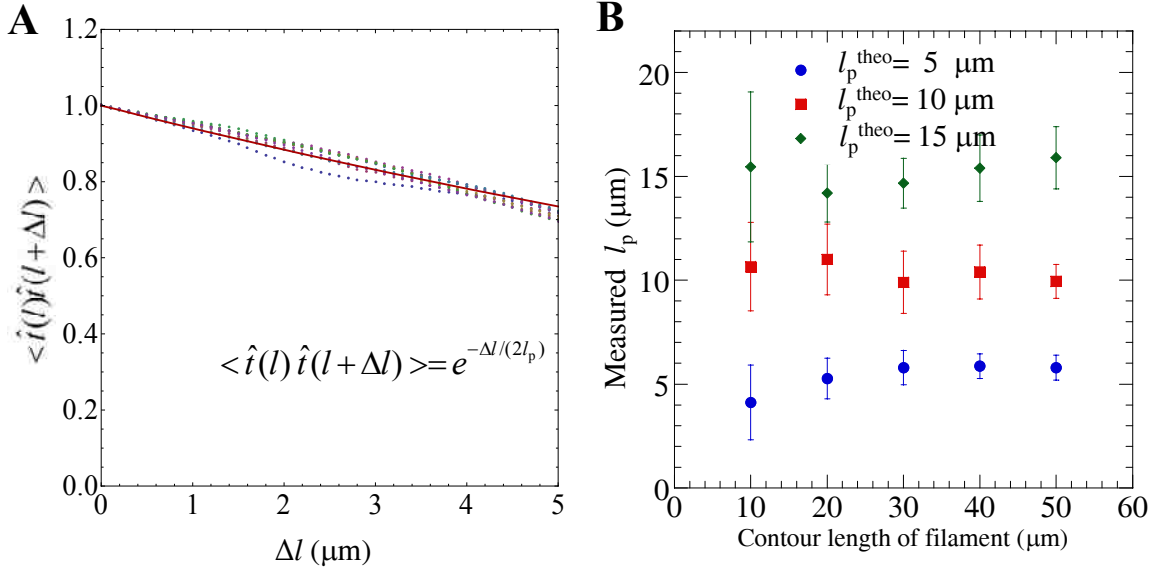 A
1.2
1.0
0.8
0.6
0.4
0.2
0.0
0 1 2 3 4 5
Δl (μm)
< t̂(l)t̂(l+Δl) >
< t̂(l) t̂(l+Δl) >= e^{-Δl/(2l_p)}
B
l_p^{theo}= 5 μm
l_p^{theo}= 10 μm
l_p^{theo}= 15 μm
20
15
10
5
0
0 10 20 30 40 50 60
Contour length of filament (μm)
Measured l_p (μm)